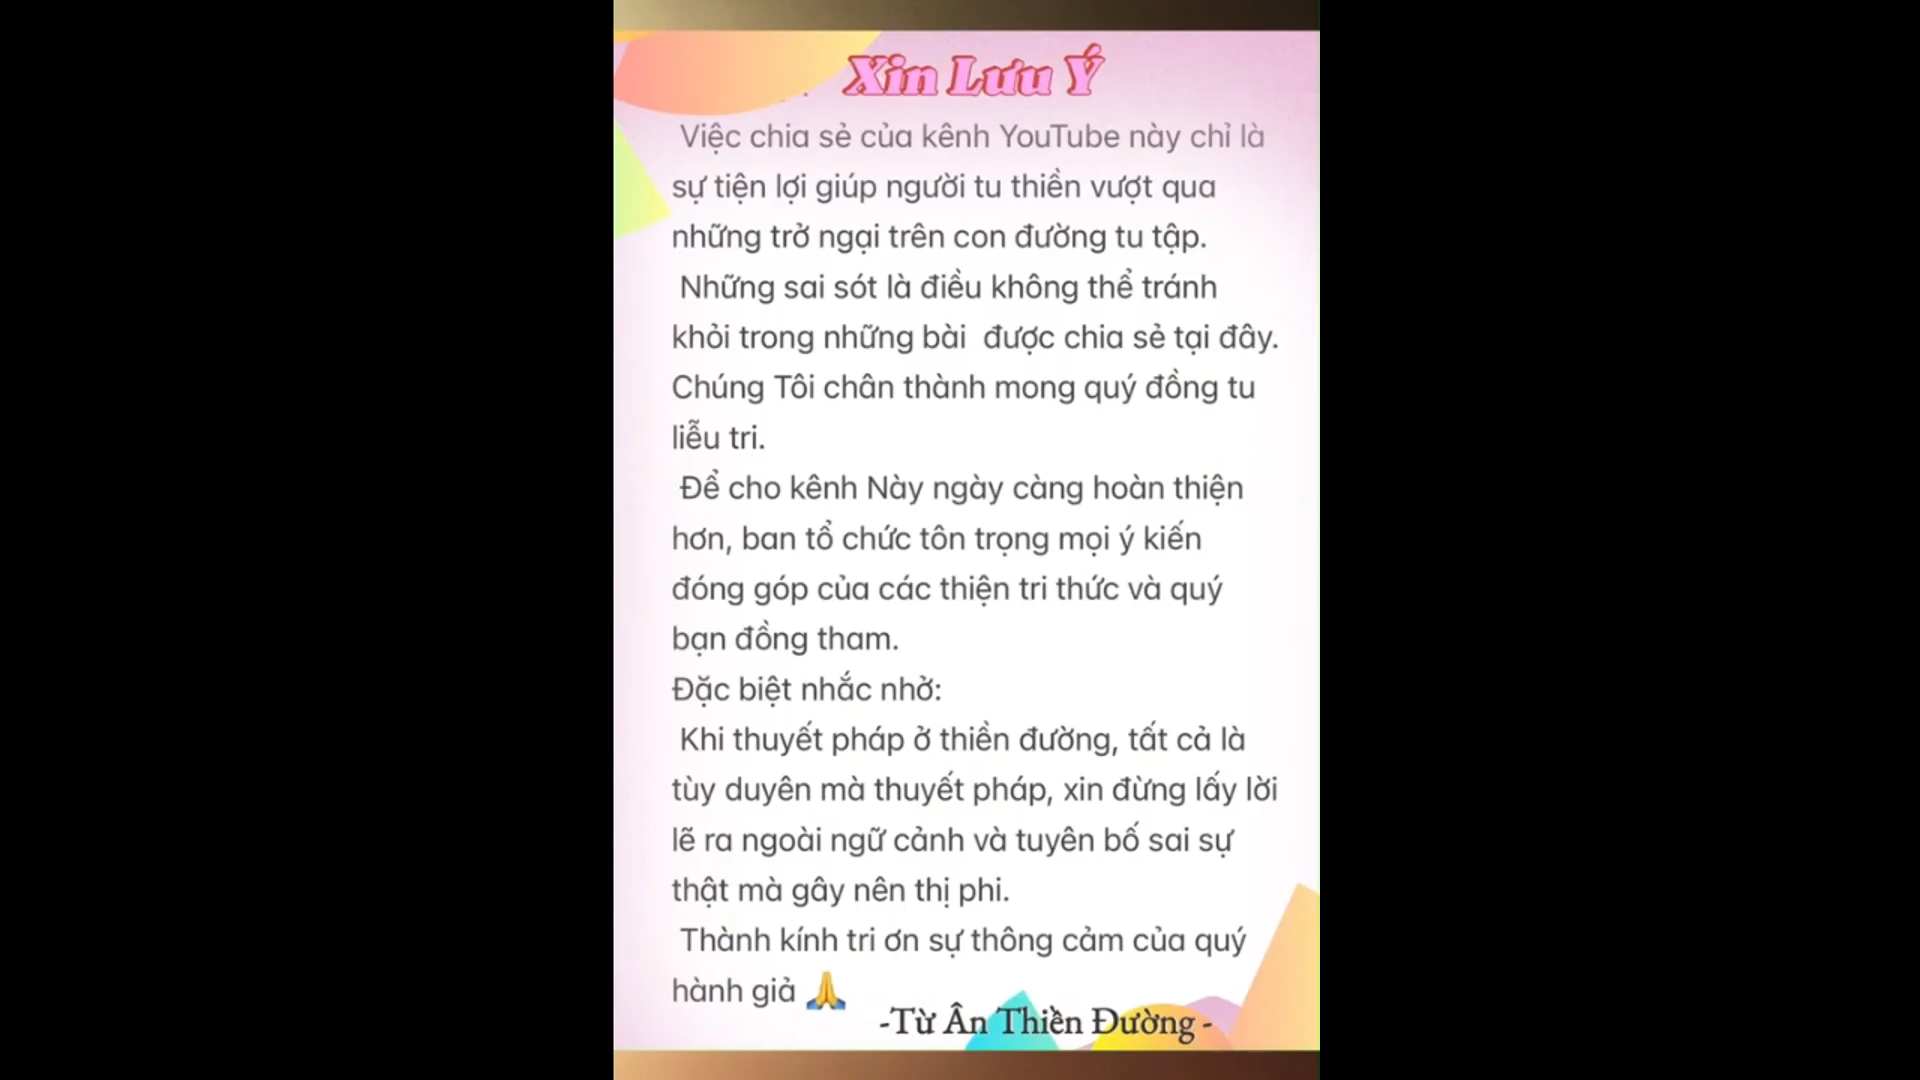 Xin Lưu Ý
Việc chia sẻ của kênh YouTube này chỉ là
sự tiện lợi giúp người tu thiền vượt qua
những trở ngại trên con đường tu tập.
Những sai sót là điều không thể tránh
khỏi trong những bài  được chia sẻ tại đây.
Chúng Tôi chân thành mong quý đồng tu
liễu tri.
Để cho kênh Này ngày càng hoàn thiện
hơn, ban tổ chức tôn trọng mọi ý kiến
đóng góp của các thiện tri thức và quý
bạn đồng tham.
Đặc biệt nhắc nhở:
Khi thuyết pháp ở thiền đường, tất cả là
tùy duyên mà thuyết pháp, xin đừng lấy lời
lẽ ra ngoài ngữ cảnh và tuyên bố sai sự
thật mà gây nên thị phi.
Thành kính tri ơn sự thông cảm của quý
hành giả 🙏
-Từ Ân Thiền Đường -